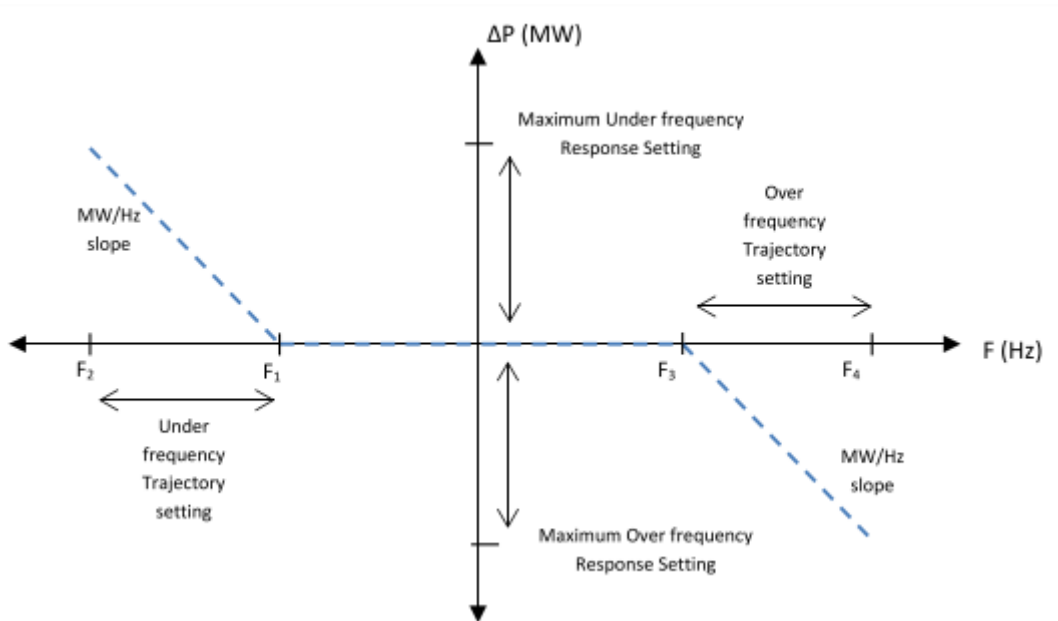 ΔP (MW)
Maximum Under frequency
Response Setting
Over
frequency
Trajectory
setting
MW/Hz
slope
F (Hz)
F₂
F₁
F₃
F₄
Under
frequency
Trajectory
setting
MW/Hz
slope
Maximum Over frequency
Response Setting